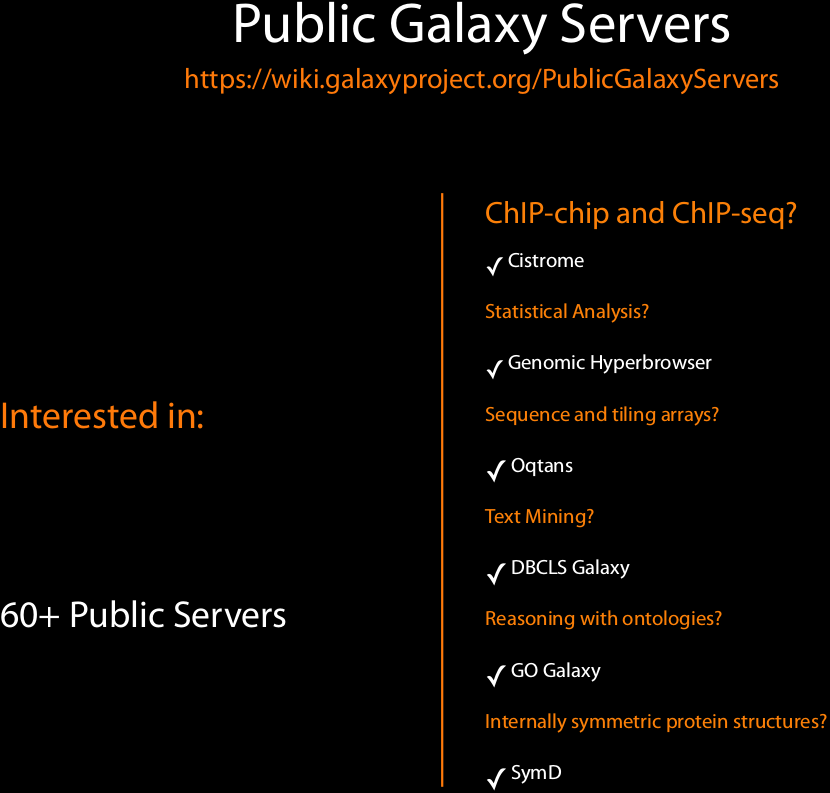 Public Galaxy Servers
https://wiki.galaxyproject.org/PublicGalaxyServers
Interested in:
60+ Public Servers
ChIP-chip and ChIP-seq?
✓ Cistrome
Statistical Analysis?
✓ Genomic Hyperbrowser
Sequence and tiling arrays?
✓ Oqtans
Text Mining?
✓ DBCLS Galaxy
Reasoning with ontologies?
✓ GO Galaxy
Internally symmetric protein structures?
✓ SymD